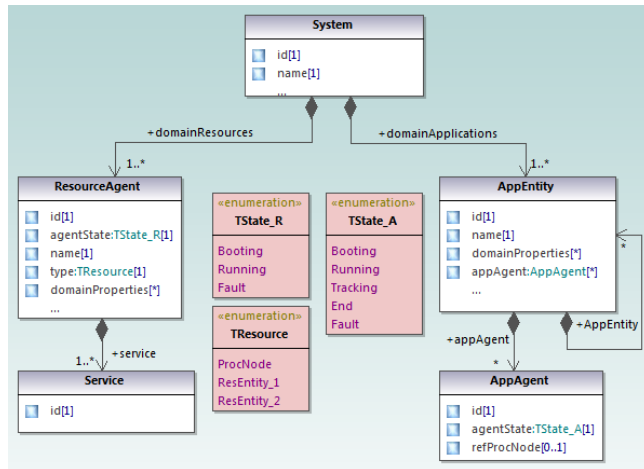 System
id[1]
name[1]
...
+domainResources
+domainApplications
1..*
1..*
ResourceAgent
id[1]
agentState:TState_R[1]
name[1]
type:TResource[1]
domainProperties[*]
...
«enumeration»
TState_R
Booting
Running
Fault
«enumeration»
TState_A
Booting
Running
Tracking
End
Fault
AppEntity
id[1]
name[1]
domainProperties[*]
appAgent:AppAgent[*]
...
*
+AppEntity
«enumeration»
TResource
ProcNode
ResEntity_1
ResEntity_2
+service
1..*
Service
id[1]
+appAgent
*
AppAgent
id[1]
agentState:TState_A[1]
refProcNode[0..1]